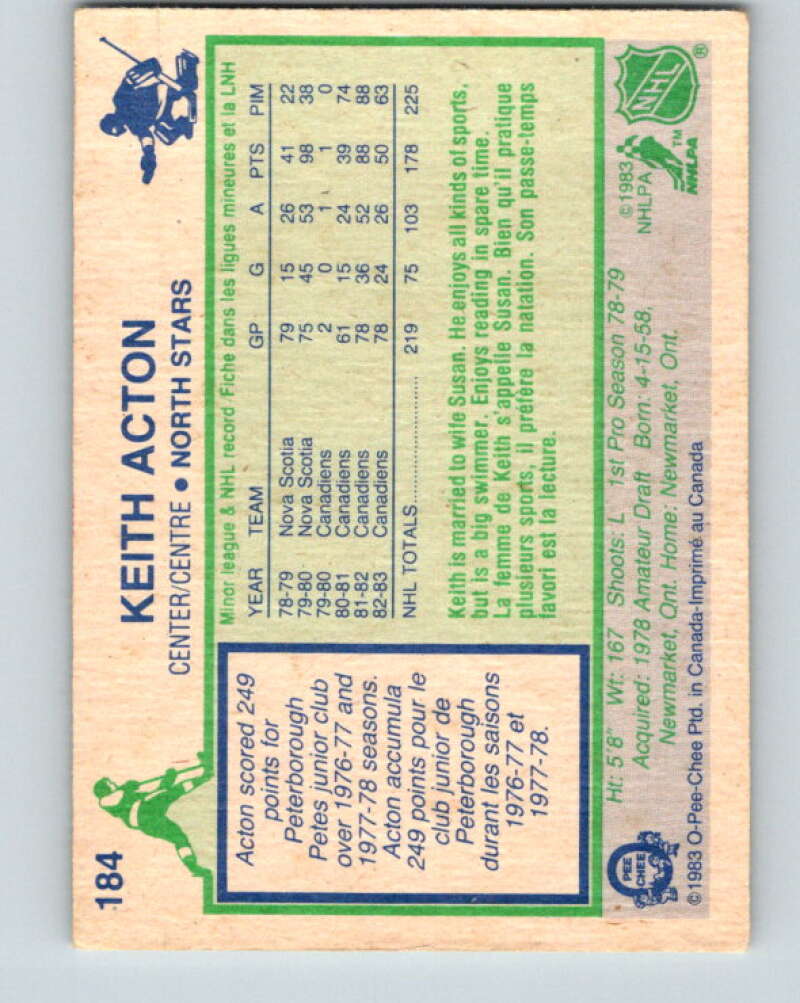 184
KEITH ACTON
CENTER/CENTRE • NORTH STARS
Minor league & NHL record Fiche dans les ligues mineures et la LNH
YEAR TEAM GP G A PTS PIM
78-79 Nova Scotia 79 15 26 41 22
79-80 Nova Scotia 75 45 53 98 38
79-80 Canadiens 2 0 1 1 0
80-81 Canadiens 61 15 24 39 74
81-82 Canadiens 78 36 52 88 88
82-83 Canadiens 78 24 26 50 63
NHL TOTALS 219 75 103 178 225
Keith is married to wife Susan. He enjoys all kinds of sports,
but is a big swimmer. Enjoys reading in spare time.
La femme de Keith s'appelle Susan. Bien qu'il pratique
plusieurs sports, il préfère la natation. Son passe-temps
favori est la lecture.
Acton scored 249
points for
Peterborough
Petes junior club
over 1976-77 and
1977-78 seasons.
Acton accumula
249 points pour le
club junior de
Peterborough
durant les saisons
1976-77 et
1977-78.
Ht: 5'8" Wt: 167 Shoots: L 1st Pro Season 78-79
Acquired: 1978 Amateur Draft Born: 4-15-58,
Newmarket, Ont. Home: Newmarket, Ont.
PEE
CHEE
©1983 O-Pee-Chee Ptd. in Canada-Imprimé au Canada
©1983
NHLPA
NHLPA
TM
NHL
®